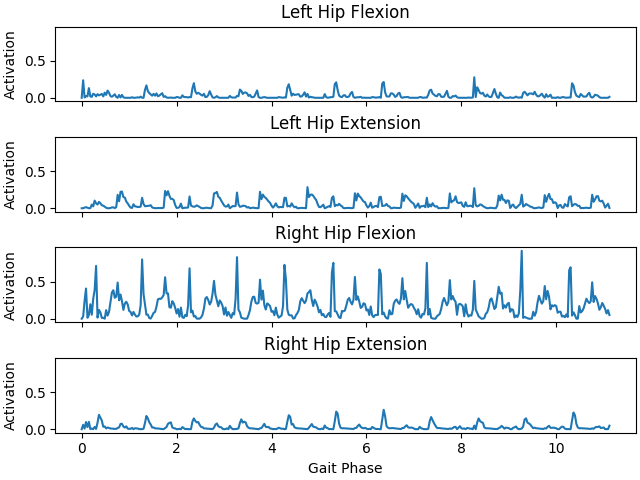 Left Hip Flexion
Activation
0.5
0.0
Left Hip Extension
Activation
0.5
0.0
Right Hip Flexion
Activation
0.5
0.0
Right Hip Extension
Activation
0.5
0.0
0 2 4 6 8 10
Gait Phase